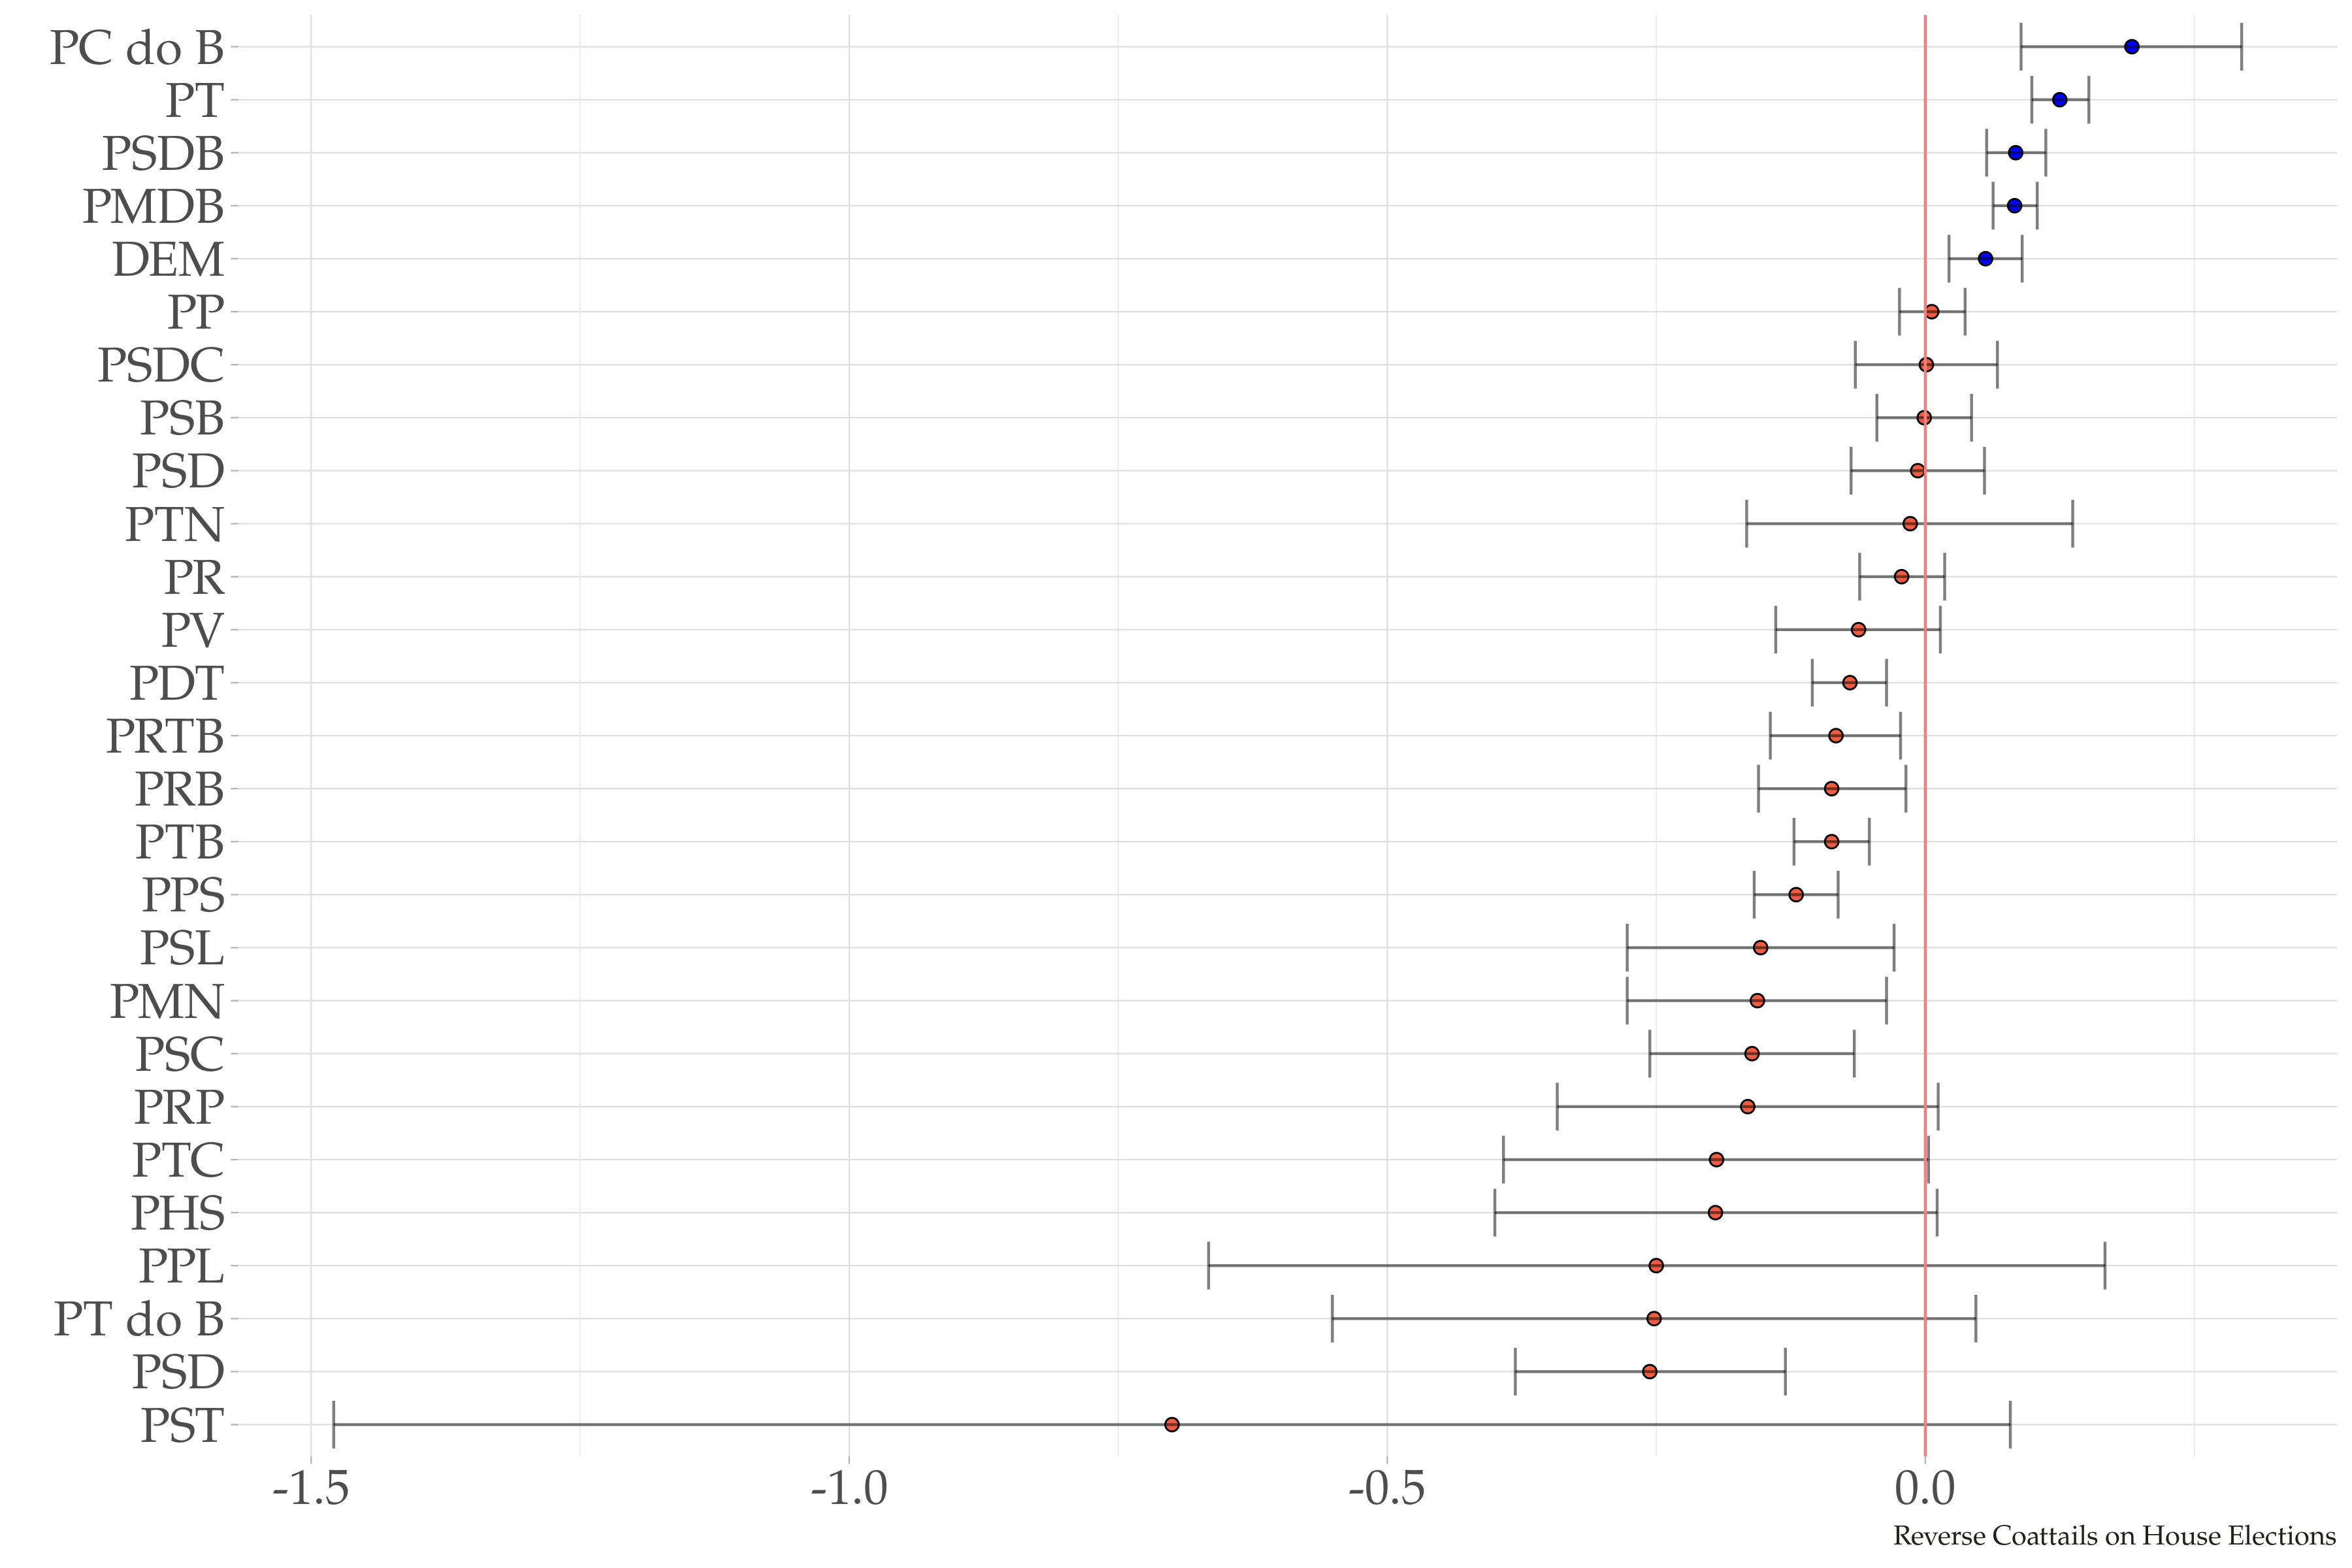 PC do B
PT
PSDB
PMDB
DEM
PP
PSDC
PSB
PSD
PTN
PR
PV
PDT
PRTB
PRB
PTB
PPS
PSL
PMN
PSC
PRP
PTC
PHS
PPL
PT do B
PSD
PST
-1.5 -1.0 -0.5 0.0
Reverse Coattails on House Elections